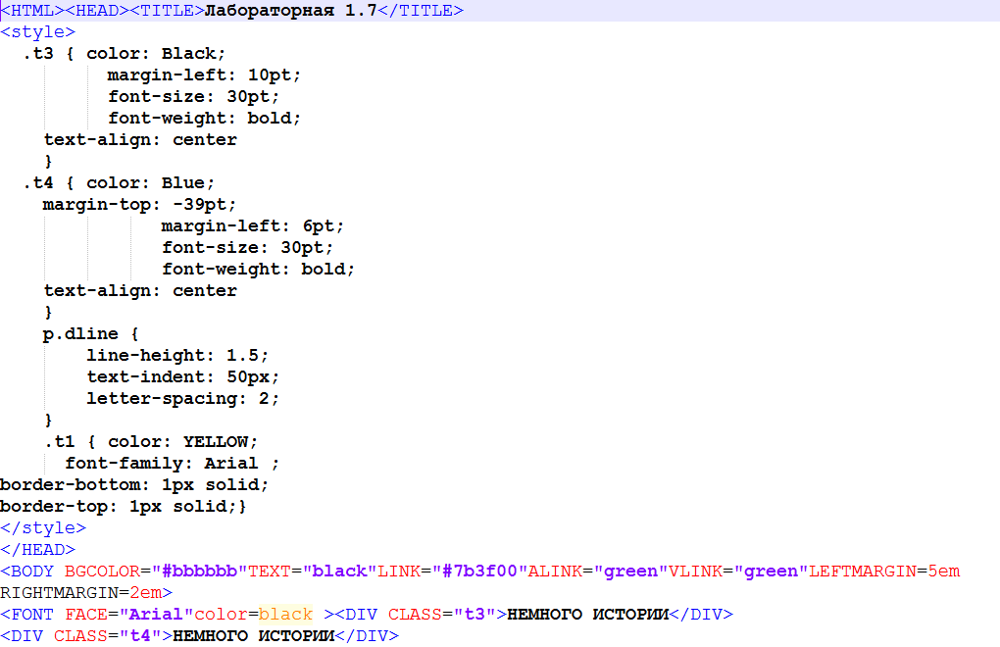 <HTML><HEAD><TITLE>Лабораторная 1.7</TITLE>
<style>
.t3 { color: Black;
margin-left: 10pt;
font-size: 30pt;
font-weight: bold;
text-align: center
}
.t4 { color: Blue;
margin-top: -39pt;
margin-left: 6pt;
font-size: 30pt;
font-weight: bold;
text-align: center
}
p.dline {
line-height: 1.5;
text-indent: 50px;
letter-spacing: 2;
}
.t1 { color: YELLOW;
font-family: Arial ;
border-bottom: 1px solid;
border-top: 1px solid;}
</style>
</HEAD>
<BODY BGCOLOR="#bbbbbb"TEXT="black"LINK="#7b3f00"ALINK="green"VLINK="green"LEFTMARGIN=5em
RIGHTMARGIN=2em>
<FONT FACE="Arial"color=black ><DIV CLASS="t3">НЕМНОГО ИСТОРИИ</DIV>
<DIV CLASS="t4">НЕМНОГО ИСТОРИИ</DIV>